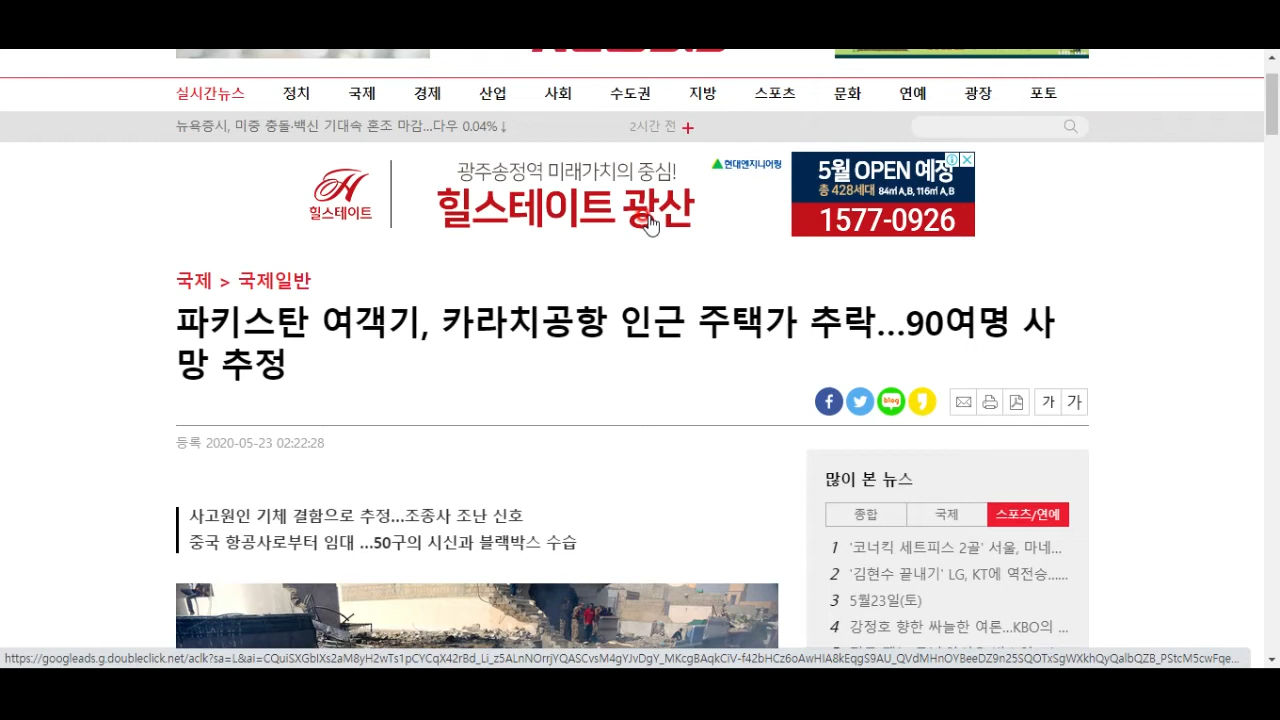 실시간뉴스 정치 국제 경제 산업 사회 수도권 지방 스포츠 문화 연예 광장 포토
뉴욕증시, 미중 충돌·백신 기대속 혼조 마감...다우 0.04%↓ 2시간 전 +
힐스테이트
광주송정역 미래가치의 중심!
힐스테이트 광산
현대엔지니어링
5월 OPEN 예정
총 428세대 84㎡ A,B, 116㎡ A,B
1577-0926
국제 > 국제일반
파키스탄 여객기, 카라치공항 인근 주택가 추락...90여명 사
망 추정
blog
가 가
등록 2020-05-23 02:22:28
사고원인 기체 결함으로 추정...조종사 조난 신호
중국 항공사로부터 임대 ...50구의 시신과 블랙박스 수습
많이 본 뉴스
종합 국제 스포츠/연예
1 '코너킥 세트피스 2골' 서울, 마네...
2 '김현수 끝내기' LG, KT에 역전승......
3 5월23일(토)
4 강정호 향한 싸늘한 여론...KBO의 ...